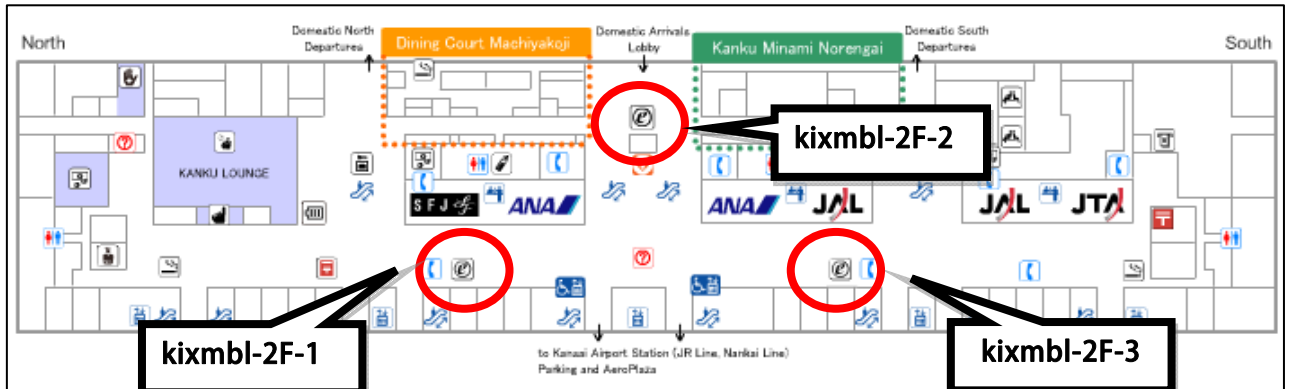 North
Domestic North
Departures
Dining Court Machiyakoji
Domestic Arrivals
Lobby
Kanku Minami Norengai
Domestic South
Departures
South
kixmbl-2F-2
KANKU LOUNGE
SFJ
ANA
ANA
JAL
JAL
JTA
kixmbl-2F-1
kixmbl-2F-3
to Kansai Airport Station (JR Line, Nankai Line)
Parking and AeroPlaza